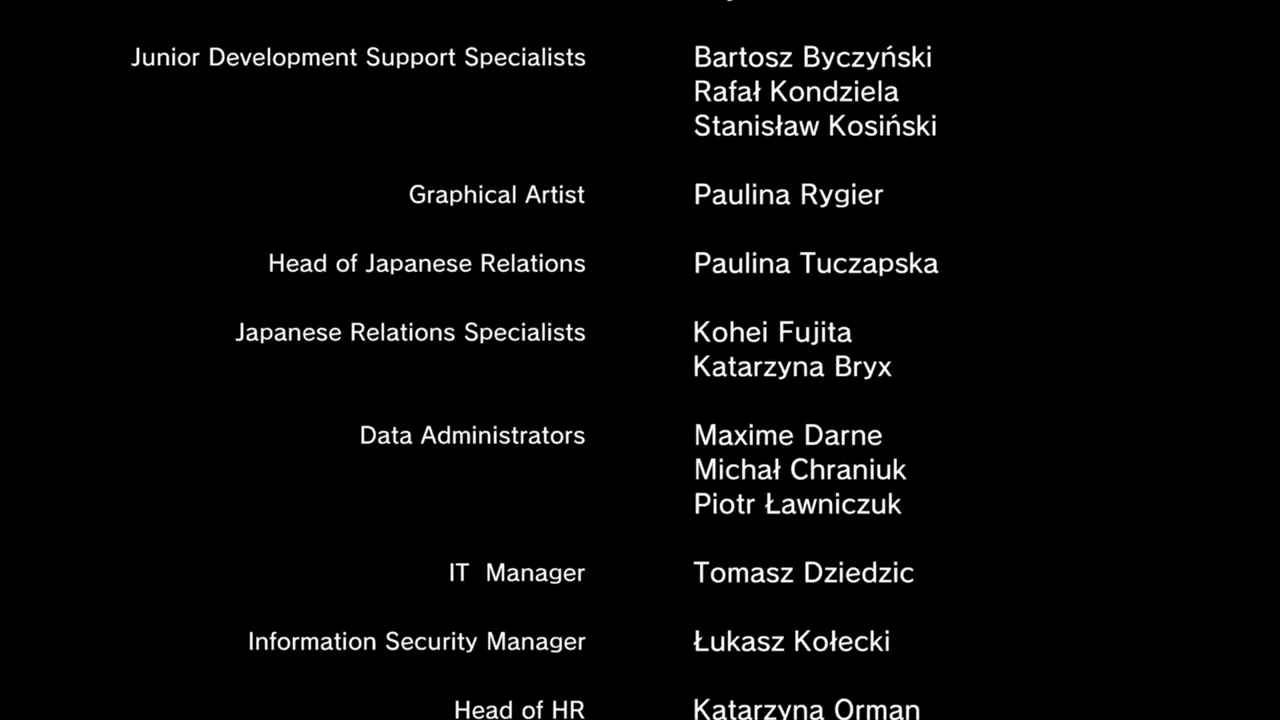 Junior Development Support Specialists Bartosz Byczyński
Rafał Kondziela
Stanisław Kosiński
Graphical Artist Paulina Rygier
Head of Japanese Relations Paulina Tuczapska
Japanese Relations Specialists Kohei Fujita
Katarzyna Bryx
Data Administrators Maxime Darne
Michał Chraniuk
Piotr Ławniczuk
IT Manager Tomasz Dziedzic
Information Security Manager Łukasz Kołecki
Head of HR Katarzyna Orman